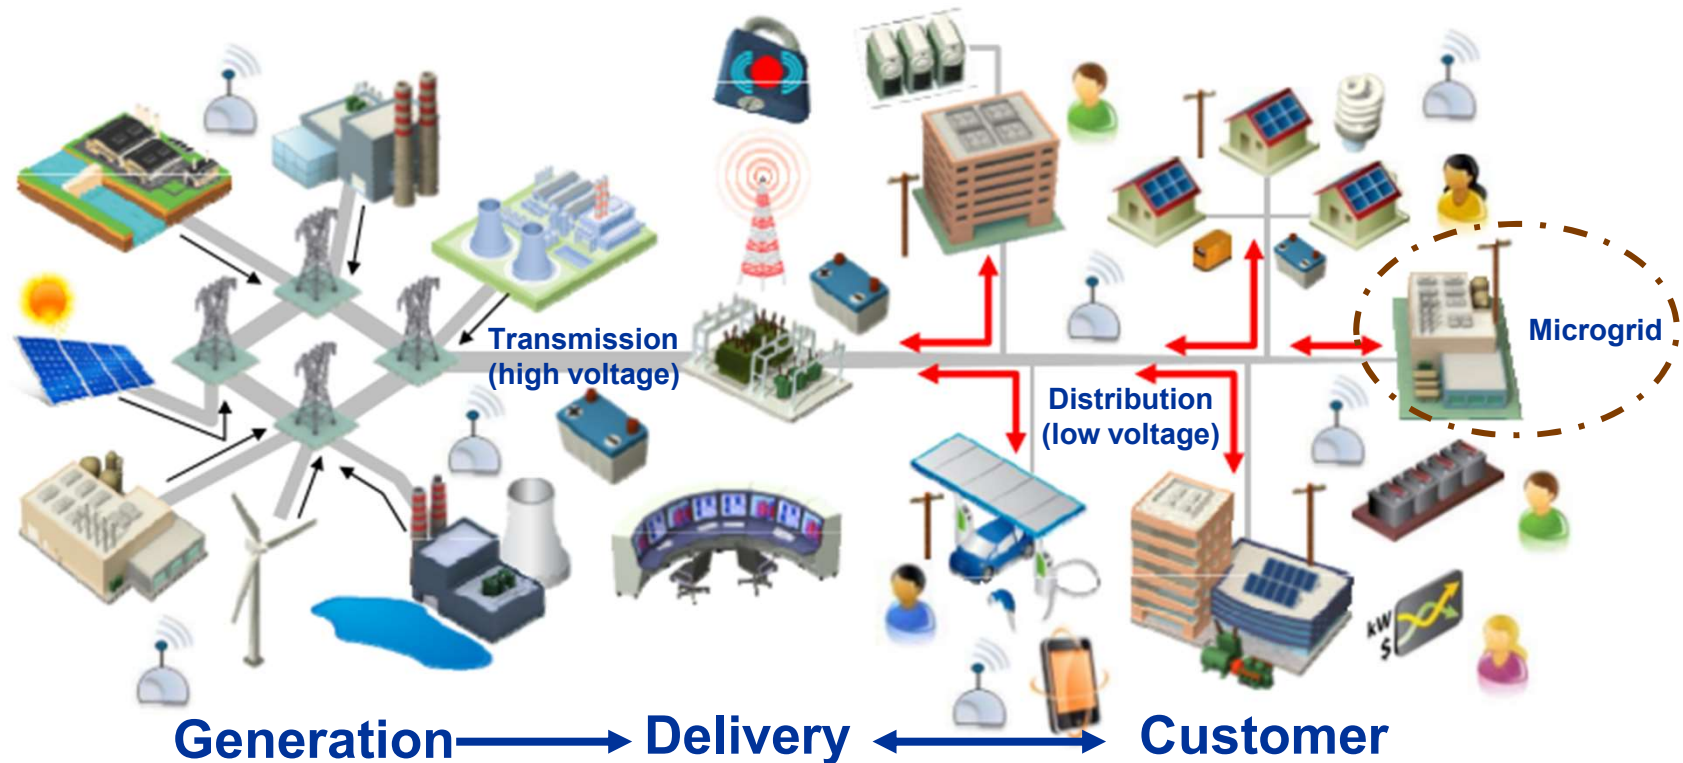 Transmission
(high voltage)
Distribution
(low voltage)
Microgrid
kW
$
Generation
Delivery
Customer